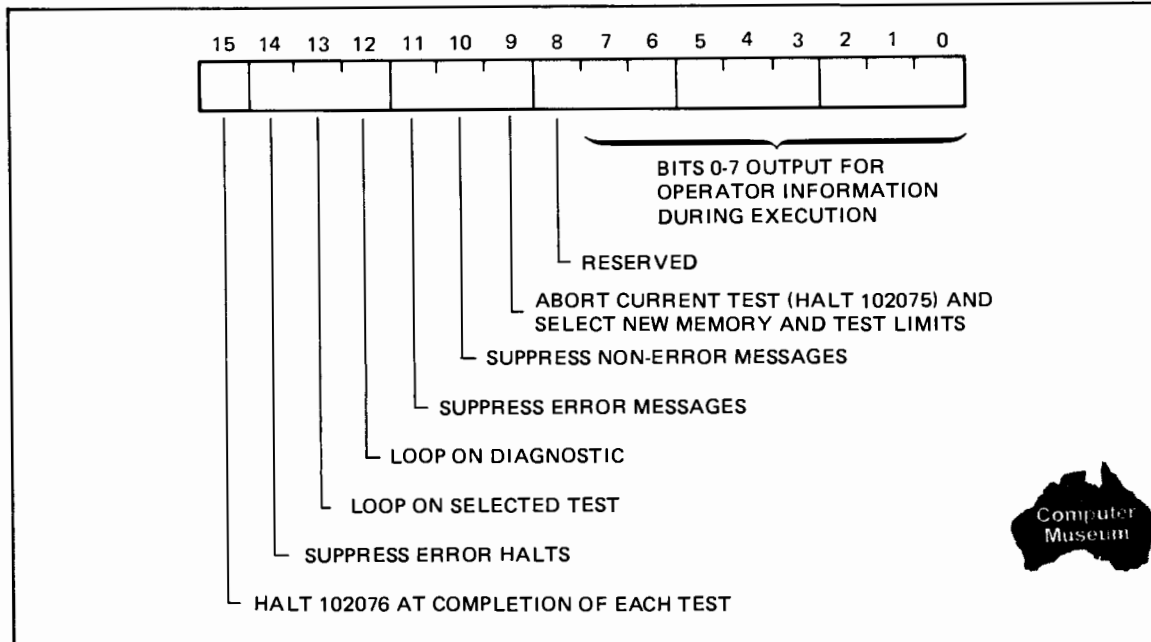 15 14 13 12 11 10 9 8 7 6 5 4 3 2 1 0
BITS 0-7 OUTPUT FOR
OPERATOR INFORMATION
DURING EXECUTION
RESERVED
ABORT CURRENT TEST (HALT 102075) AND
SELECT NEW MEMORY AND TEST LIMITS
SUPPRESS NON-ERROR MESSAGES
SUPPRESS ERROR MESSAGES
LOOP ON DIAGNOSTIC
LOOP ON SELECTED TEST
SUPPRESS ERROR HALTS
HALT 102076 AT COMPLETION OF EACH TEST
Computer
Museum